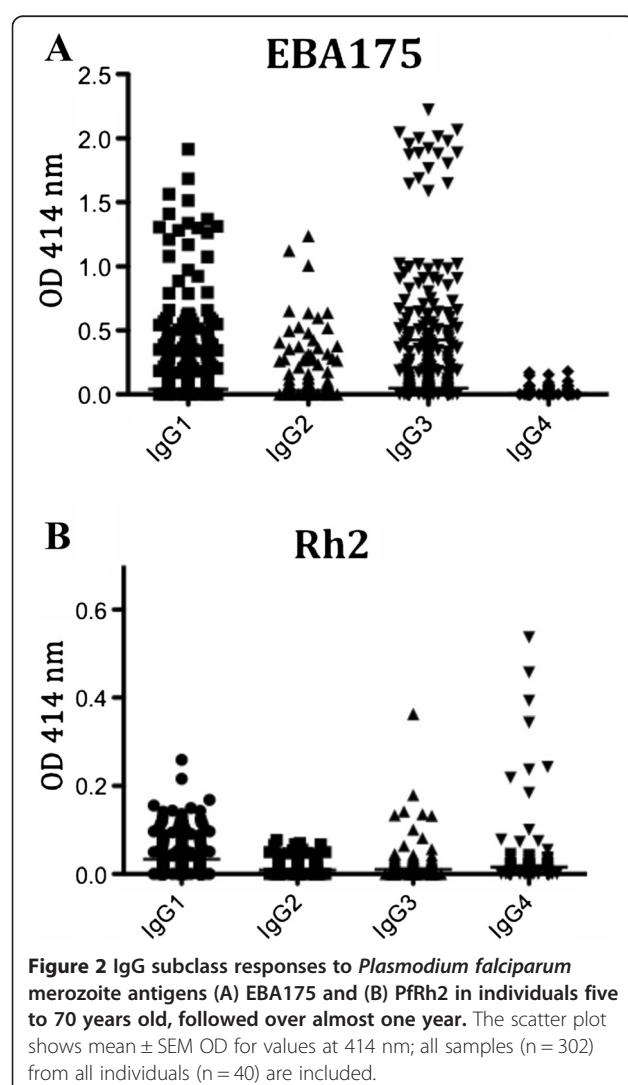 A
EBA175
2.5
2.0
1.5
1.0
0.5
0.0
OD 414 nm
IgG1
IgG2
IgG3
IgG4
B
Rh2
0.6
0.4
0.2
0.0
OD 414 nm
IgG1
IgG2
IgG3
IgG4
Figure 2 IgG subclass responses to Plasmodium falciparum
merozoite antigens (A) EBA175 and (B) PfRh2 in individuals five
to 70 years old, followed over almost one year. The scatter plot
shows mean ± SEM OD for values at 414 nm; all samples (n = 302)
from all individuals (n = 40) are included.